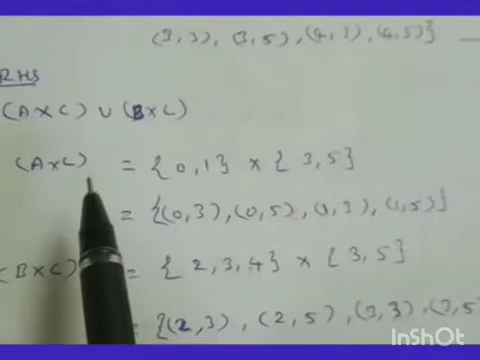 (3,3), (3,5), (4,3), (4,5)}
RHS
(A×C) ∪ (B×C)
(A×C) = {0,1} × {3,5}
= {(0,3), (0,5), (1,3), (1,5)}
(B×C) = {2,3,4} × {3,5}
= {(2,3), (2,5), (3,3), (3,5
InShOt